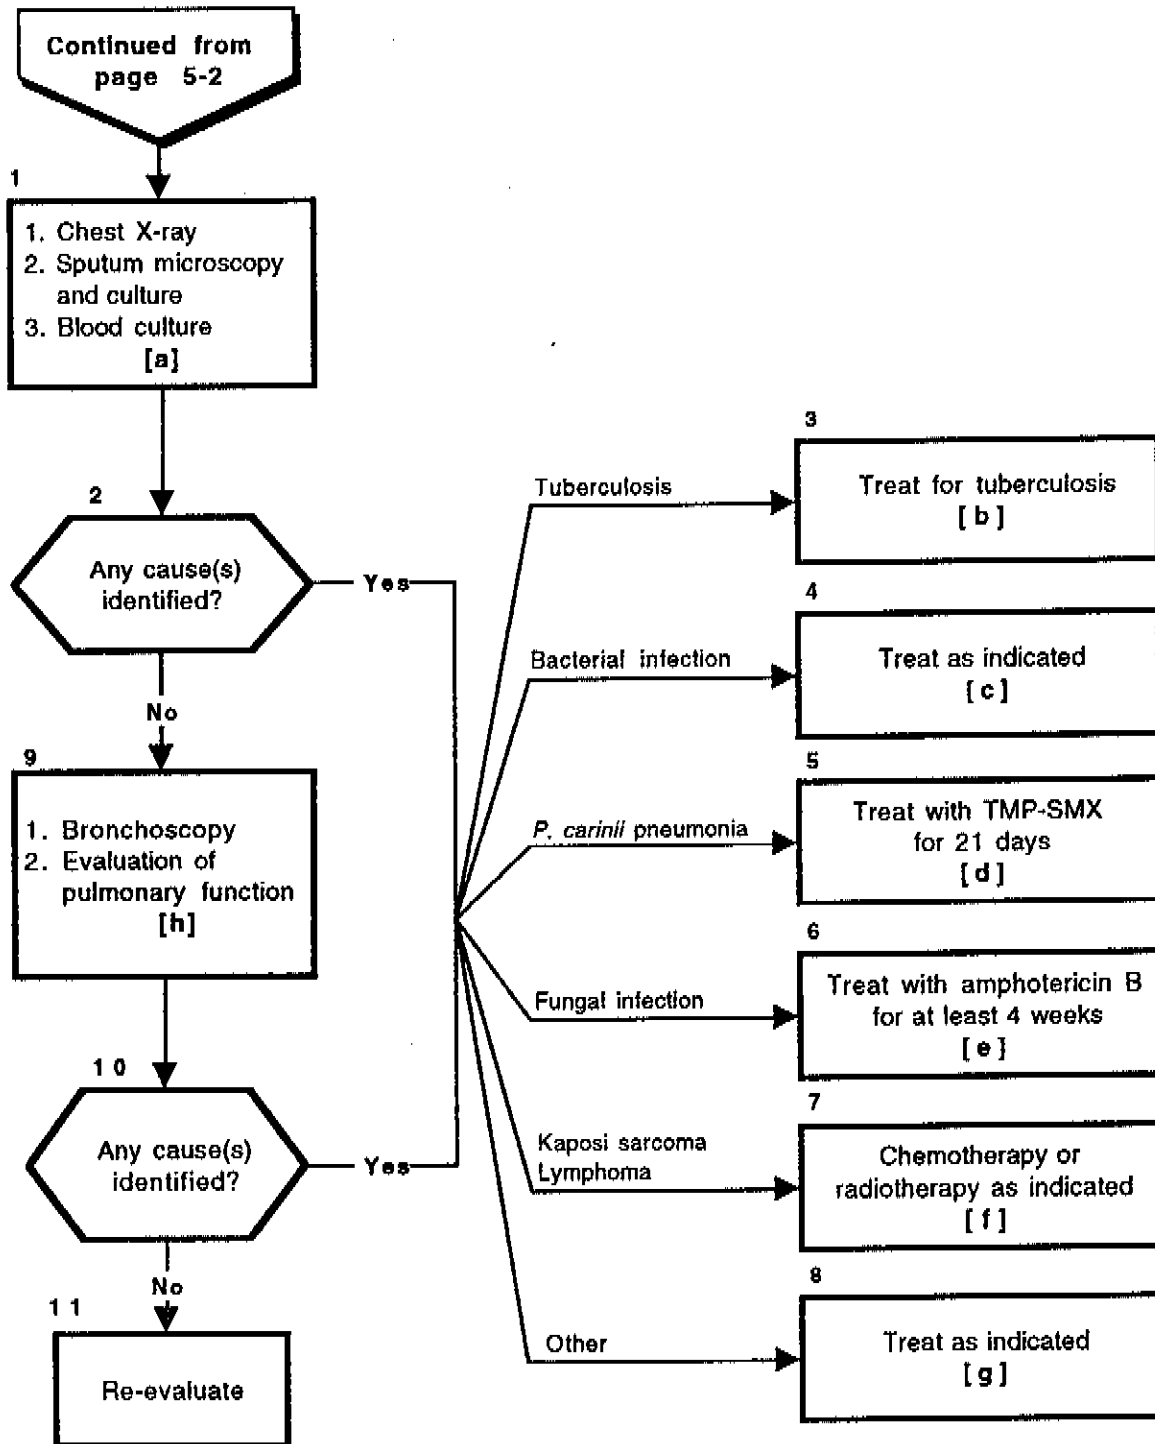 Continued from
page 5-2
1
1. Chest X-ray
2. Sputum microscopy
and culture
3. Blood culture
[a]
2
Any cause(s)
identified?
Yes
No
9
1. Bronchoscopy
2. Evaluation of
pulmonary function
[h]
10
Any cause(s)
identified?
Yes
No
11
Re-evaluate
Tuberculosis
3
Treat for tuberculosis
[b]
Bacterial infection
4
Treat as indicated
[c]
P. carinii pneumonia
5
Treat with TMP-SMX
for 21 days
[d]
Fungal infection
6
Treat with amphotericin B
for at least 4 weeks
[e]
Kaposi sarcoma
Lymphoma
7
Chemotherapy or
radiotherapy as indicated
[f]
Other
8
Treat as indicated
[g]